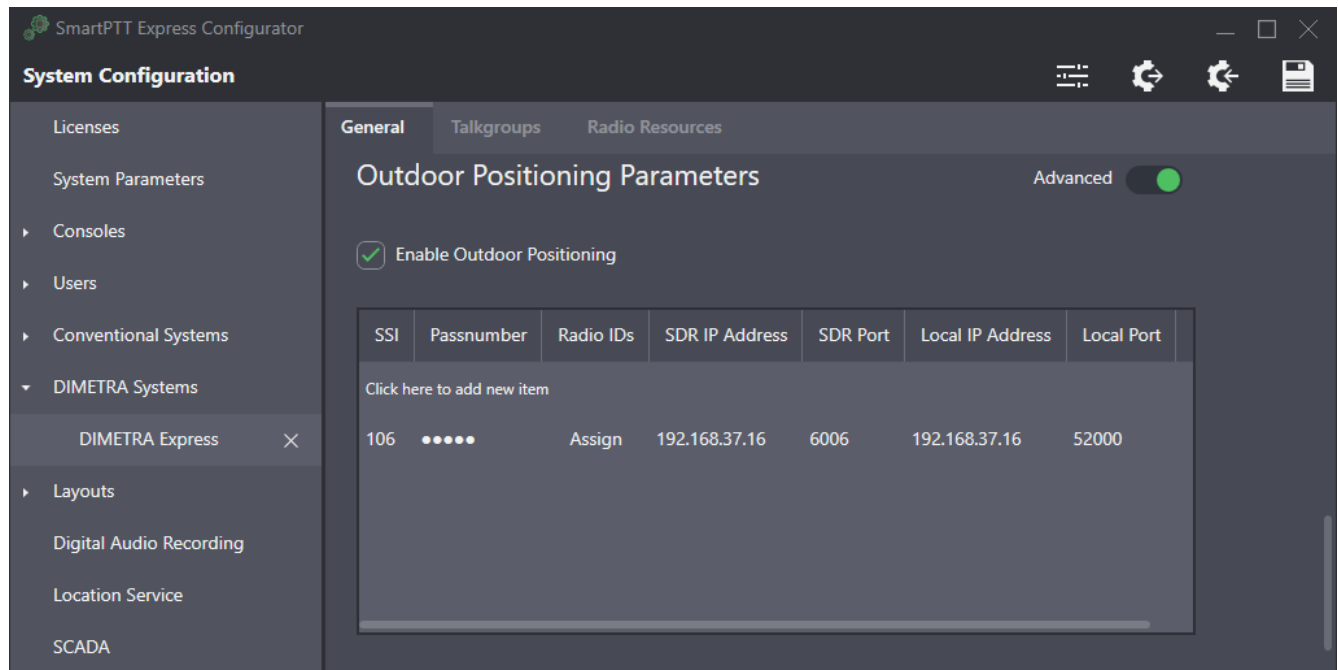 SmartPTT Express Configurator
System Configuration
Licenses
System Parameters
Consoles
Users
Conventional Systems
DIMETRA Systems
DIMETRA Express
Layouts
Digital Audio Recording
Location Service
SCADA
General Talkgroups Radio Resources
Outdoor Positioning Parameters Advanced
Enable Outdoor Positioning
SSI Passnumber Radio IDs SDR IP Address SDR Port Local IP Address Local Port
Click here to add new item
106 ●●●●● Assign 192.168.37.16 6006 192.168.37.16 52000